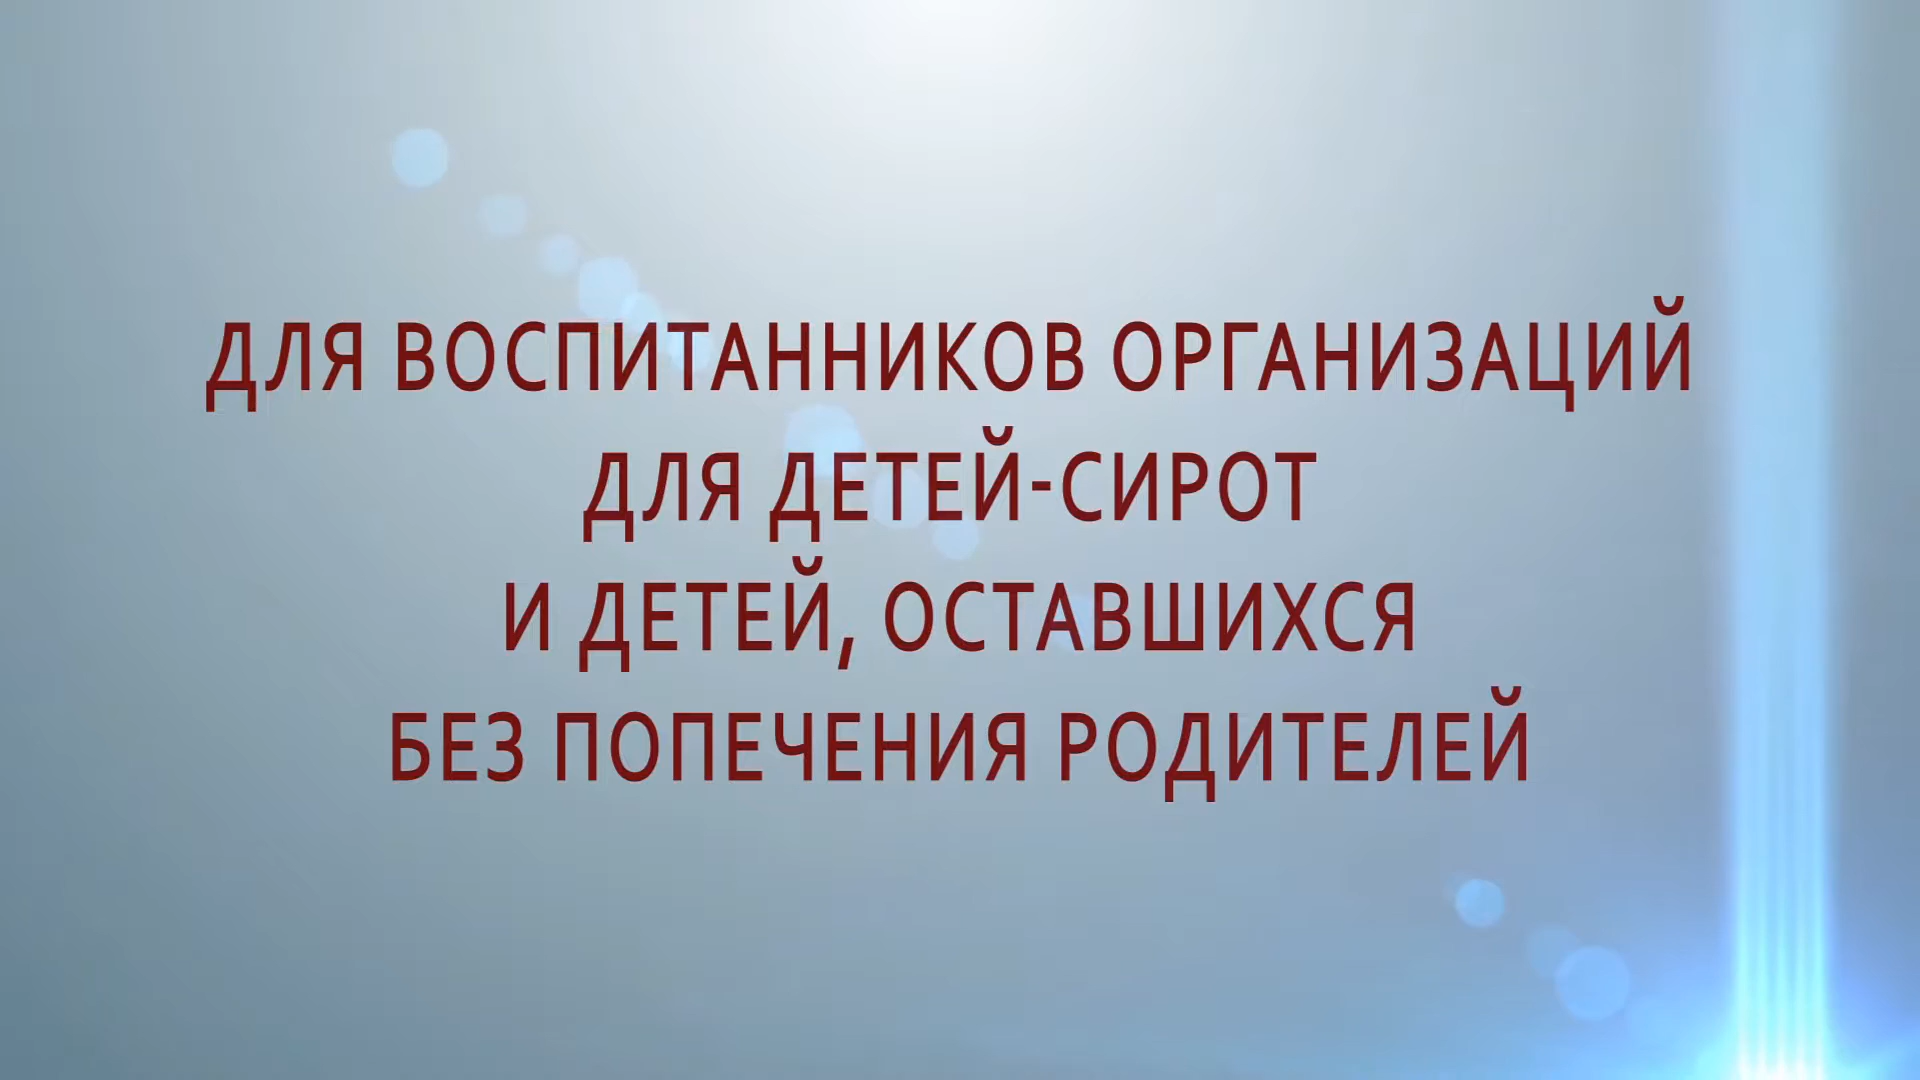 ДЛЯ ВОСПИТАННИКОВ ОРГАНИЗАЦИЙ
ДЛЯ ДЕТЕЙ-СИРОТ
И ДЕТЕЙ, ОСТАВШИХСЯ
БЕЗ ПОПЕЧЕНИЯ РОДИТЕЛЕЙ